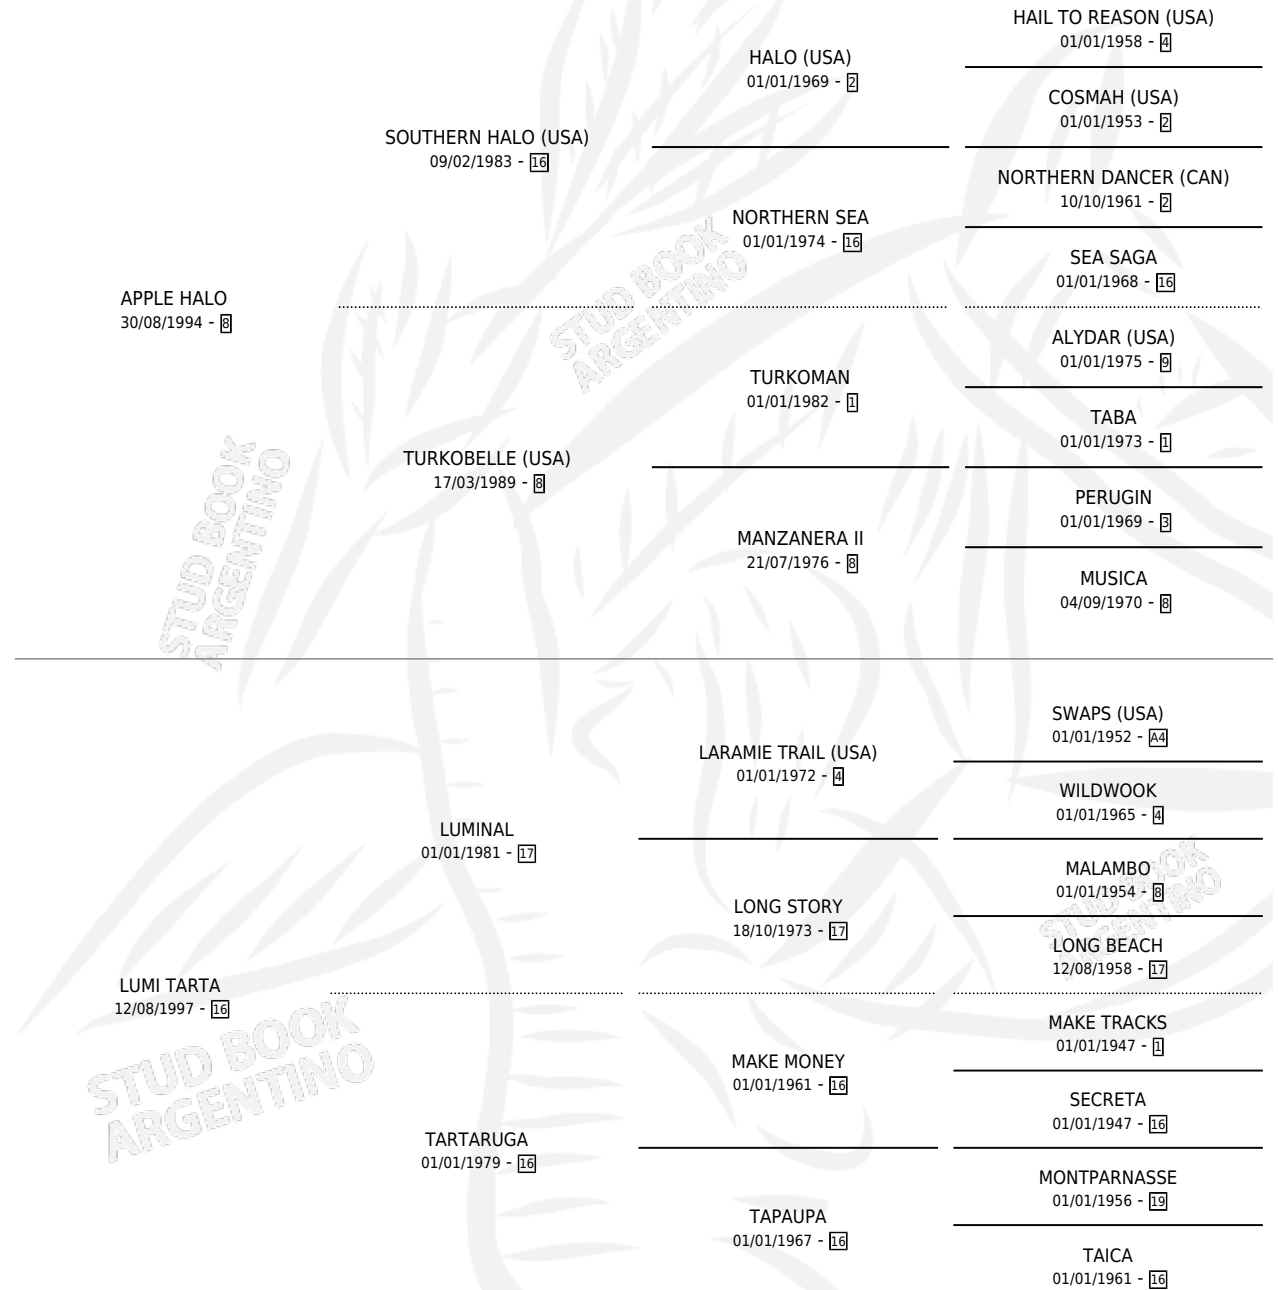 HAIL TO REASON (USA)
01/01/1958 - 4
HALO (USA)
01/01/1969 - 2
COSMAH (USA)
01/01/1953 - 2
SOUTHERN HALO (USA)
09/02/1983 - 16
NORTHERN DANCER (CAN)
10/10/1961 - 2
NORTHERN SEA
01/01/1974 - 16
SEA SAGA
01/01/1968 - 16
APPLE HALO
30/08/1994 - 8
STUD BOOK
ARGENTINO
ALYDAR (USA)
01/01/1975 - 9
TURKOMAN
01/01/1982 - 1
TABA
01/01/1973 - 1
TURKOBELLE (USA)
17/03/1989 - 8
PERUGIN
01/01/1969 - 3
MANZANERA II
21/07/1976 - 8
MUSICA
04/09/1970 - 8
STUD BOOK
ARGENTINO
SWAPS (USA)
01/01/1952 - A4
LARAMIE TRAIL (USA)
01/01/1972 - 4
WILDWOOK
01/01/1965 - 4
LUMINAL
01/01/1981 - 17
MALAMBO
01/01/1954 - 8
LONG STORY
18/10/1973 - 17
LONG BEACH
12/08/1958 - 17
STUD BOOK
ARGENTINO
LUMI TARTA
12/08/1997 - 16
MAKE TRACKS
01/01/1947 - 1
MAKE MONEY
01/01/1961 - 16
SECRETA
01/01/1947 - 16
STUD BOOK
ARGENTINO
TARTARUGA
01/01/1979 - 16
MONTPARNASSE
01/01/1956 - 19
TAPAUPA
01/01/1967 - 16
TAICA
01/01/1961 - 16